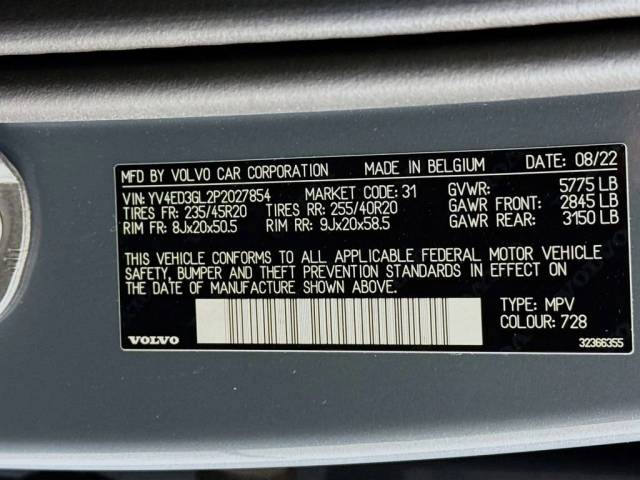 MFD BY VOLVO CAR CORPORATION MADE IN BELGIUM DATE: 08/22
VIN: YV4ED3GL2P2027854 MARKET CODE: 31 GVWR: 5775 LB
TIRES FR: 235/45R20 TIRES RR: 255/40R20 GAWR FRONT: 2845 LB
RIM FR: 8Jx20x50.5 RIM RR: 9Jx20x58.5 GAWR REAR: 3150 LB
THIS VEHICLE CONFORMS TO ALL APPLICABLE FEDERAL MOTOR VEHICLE
SAFETY, BUMPER AND THEFT PREVENTION STANDARDS IN EFFECT ON
THE DATE OF MANUFACTURE SHOWN ABOVE.
TYPE: MPV
COLOUR: 728
VOLVO 32366355